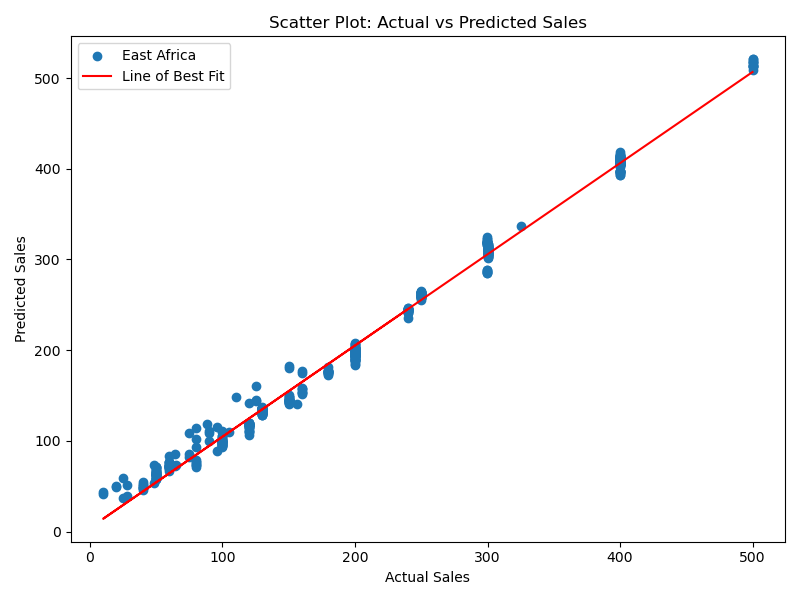 Scatter Plot: Actual vs Predicted Sales
East Africa
Line of Best Fit
Predicted Sales
500
400
300
200
100
0
0 100 200 300 400 500
Actual Sales